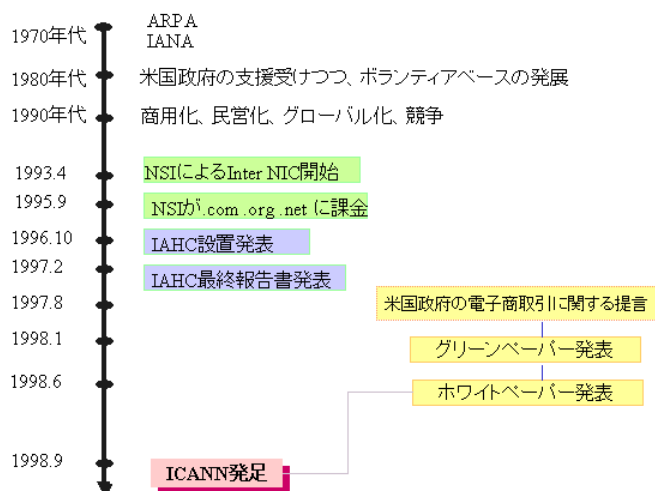 1970年代
ARPA
IANA
1980年代
米国政府の支援受けつつ、ボランティアベースの発展
1990年代
商用化、民営化、グローバル化、競争
1993.4
NSIによるInter NIC開始
1995.9
NSIが.com .org .net に課金
1996.10
IAHC設置発表
1997.2
IAHC最終報告書発表
1997.8
米国政府の電子商取引に関する提言
1998.1
グリーンペーパー発表
1998.6
ホワイトペーパー発表
1998.9
ICANN発足